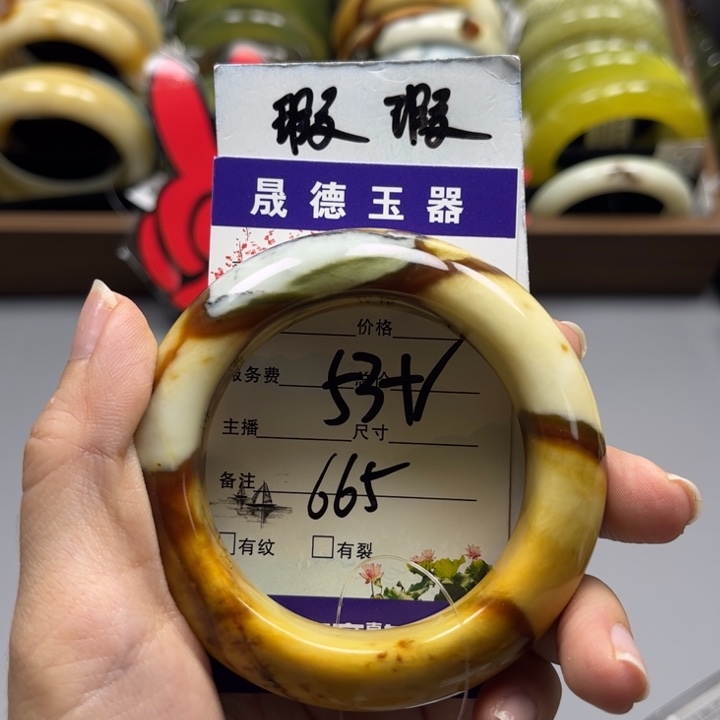 瑕 瑕
晟德玉器
价格
服务费
53+V
主播 尺寸
备注 665
有纹 有裂